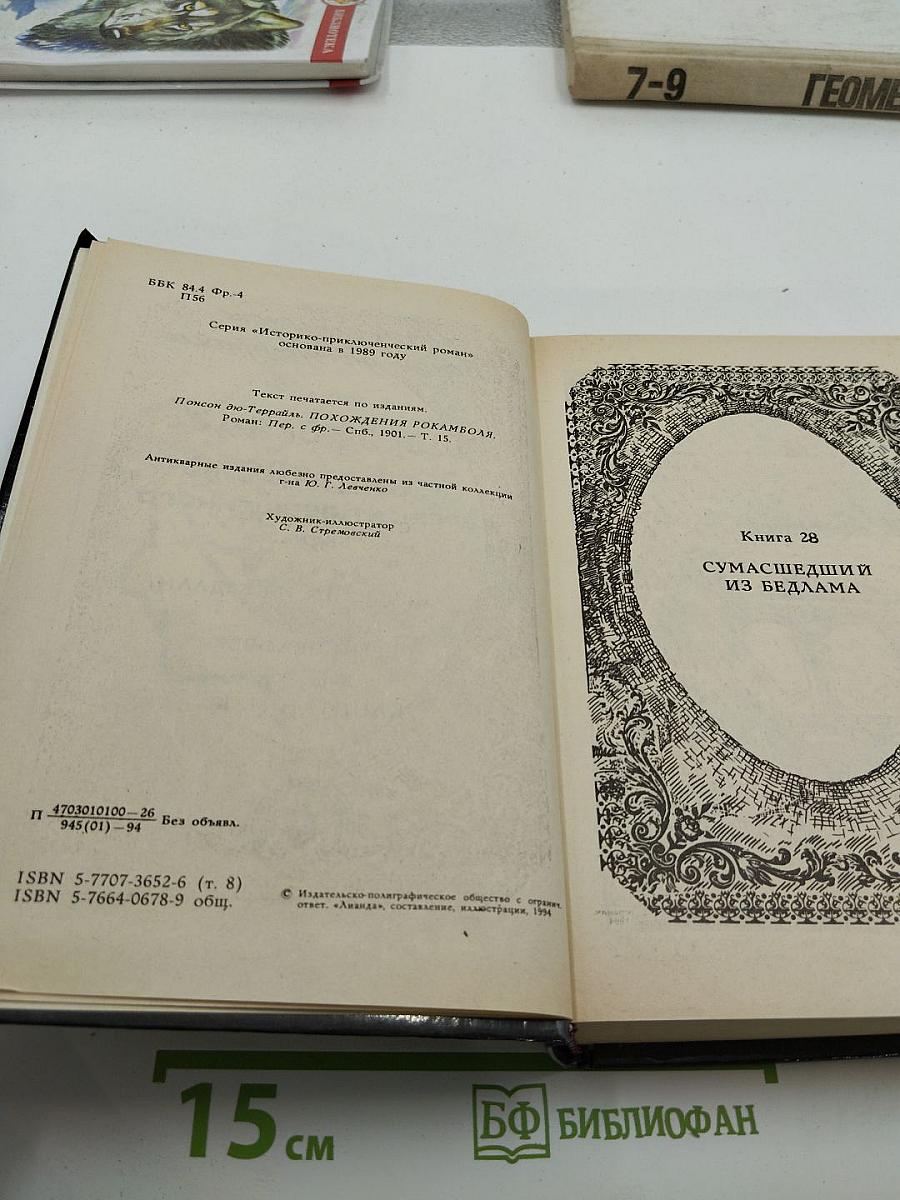 БИБЛИОТЕКА
7-9
ГЕОМЕ
ББК 84.4 Фр.-4
П56
Серия «Историко-приключенческий роман»
основана в 1989 году
Текст печатается по изданиям.
Понсон дю-Террайль. ПОХОЖДЕНИЯ РОКАМБОЛЯ.
Роман: Пер. с фр.— Спб., 1901.— Т. 15.
Антикварные издания любезно предоставлены из частной коллекции
г-на Ю. Г. Левченко
Художник-иллюстратор
С. В. Стремовский
П 4703010100—26
945(01)—94 Без объявл.
ISBN 5-7707-3652-6 (т. 8)
ISBN 5-7664-0678-9 общ.
© Издательско-полиграфическое общество с огранич.
ответ. «Лианда», составление, иллюстрации, 1994
Книга 28
СУМАСШЕДШИЙ
ИЗ БЕДЛАМА
15 см
БФ БИБЛИОФАН